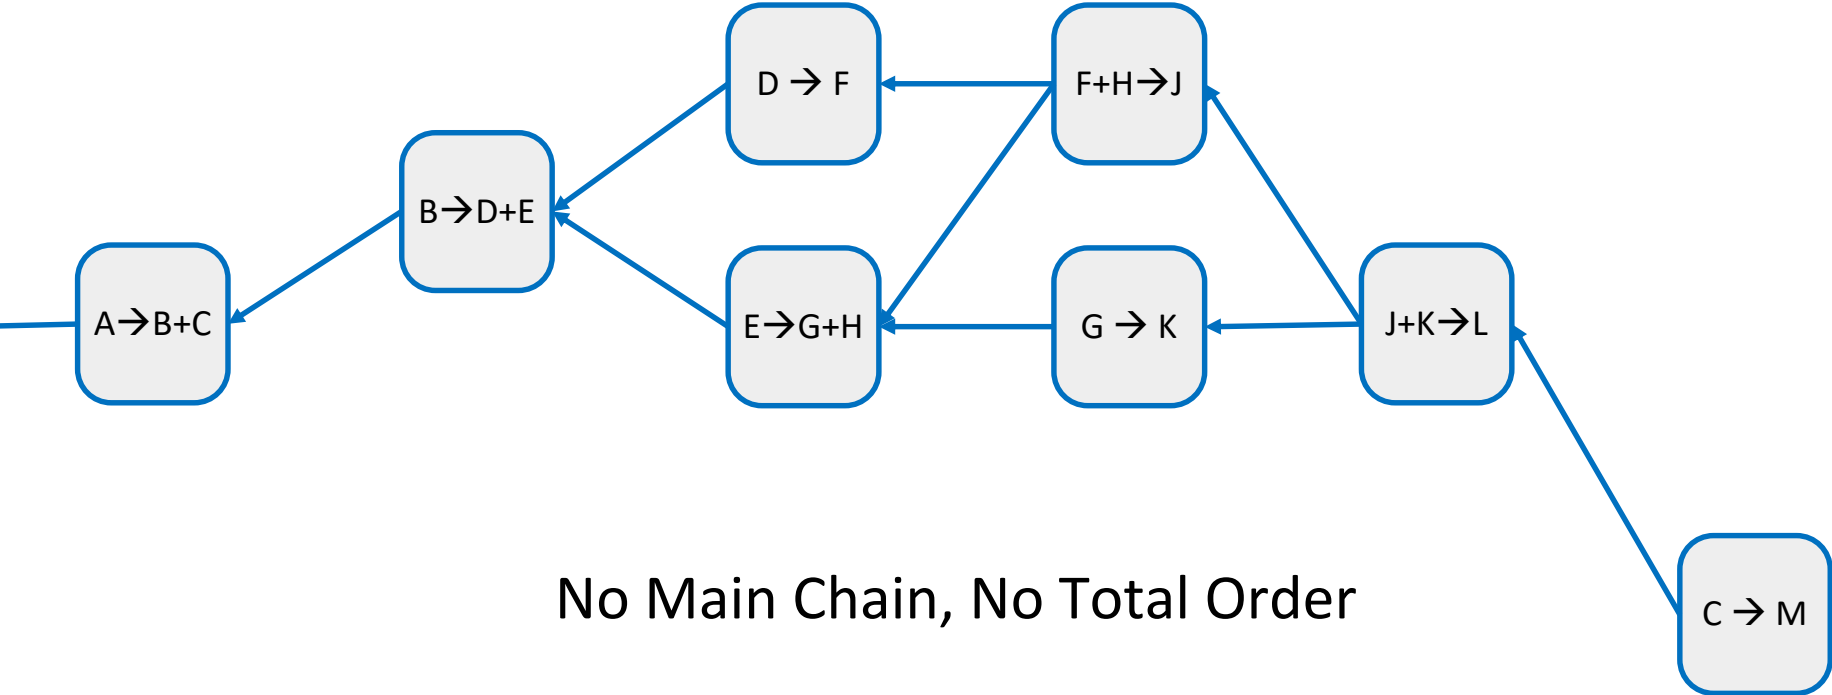 D → F
F+H→J
B→D+E
A→B+C
E→G+H
G → K
J+K→L
No Main Chain, No Total Order
C → M